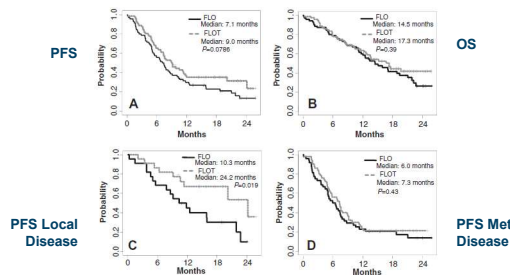 PFS
FLO
Median: 7.1 months
FLOT
Median: 9.0 months
P=0.0786
Probability
0.0 0.2 0.4 0.6 0.8 1.0
A
0 6 12 18 24
Months
OS
FLO
Median: 14.5 months
FLOT
Median: 17.3 months
P=0.39
Probability
0.0 0.2 0.4 0.6 0.8 1.0
B
0 6 12 18 24
Months
PFS Local
Disease
FLO
Median: 10.3 months
FLOT
Median: 24.2 months
P=0.019
Probability
0.0 0.2 0.4 0.6 0.8 1.0
C
0 6 12 18 24
Months
PFS Met
Disease
FLO
Median: 6.0 months
FLOT
Median: 7.3 months
P=0.43
Probability
0.0 0.2 0.4 0.6 0.8 1.0
D
0 6 12 18 24
Months